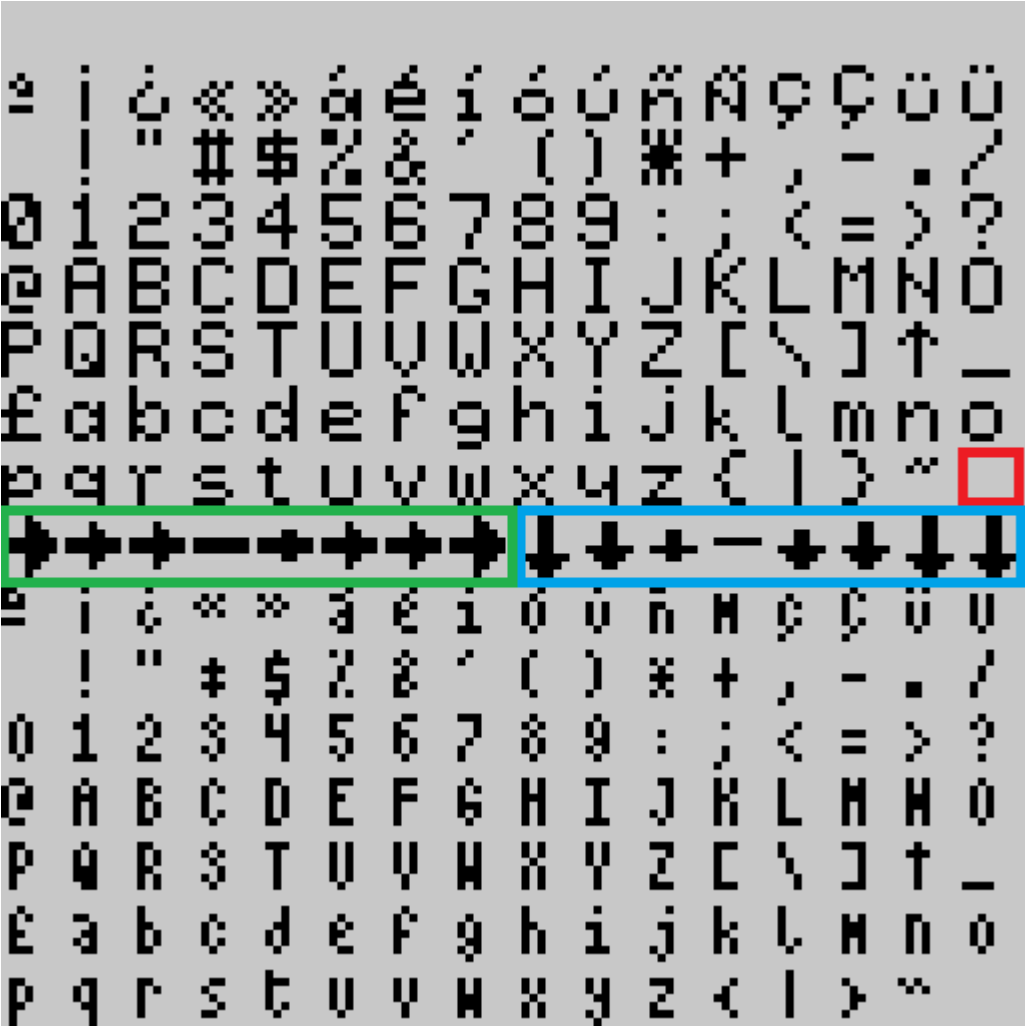 ª ¡ ¿ « » á é í ó ú ñ Ñ ç Ç ü Ü
! " # $ % & ´ ( ) * + , - . /
0 1 2 3 4 5 6 7 8 9 : ; < = > ?
@ A B C D E F G H I J K L M N O
P Q R S T U V W X Y Z [ \ ] ↑ _
£ a b c d e f g h i j k l m n o
p q r s t u v w x y z { | } ~
ª ¡ ¿ « » á é í ó ú ñ Ñ ç Ç ü Ü
! " # $ % & ´ ( ) * + , - . /
0 1 2 3 4 5 6 7 8 9 : ; < = > ?
@ A B C D E F G H I J K L M N O
P Q R S T U V W X Y Z [ \ ] ↑ _
£ a b c d e f g h i j k l m n o
p q r s t u v w x y z { | } ~